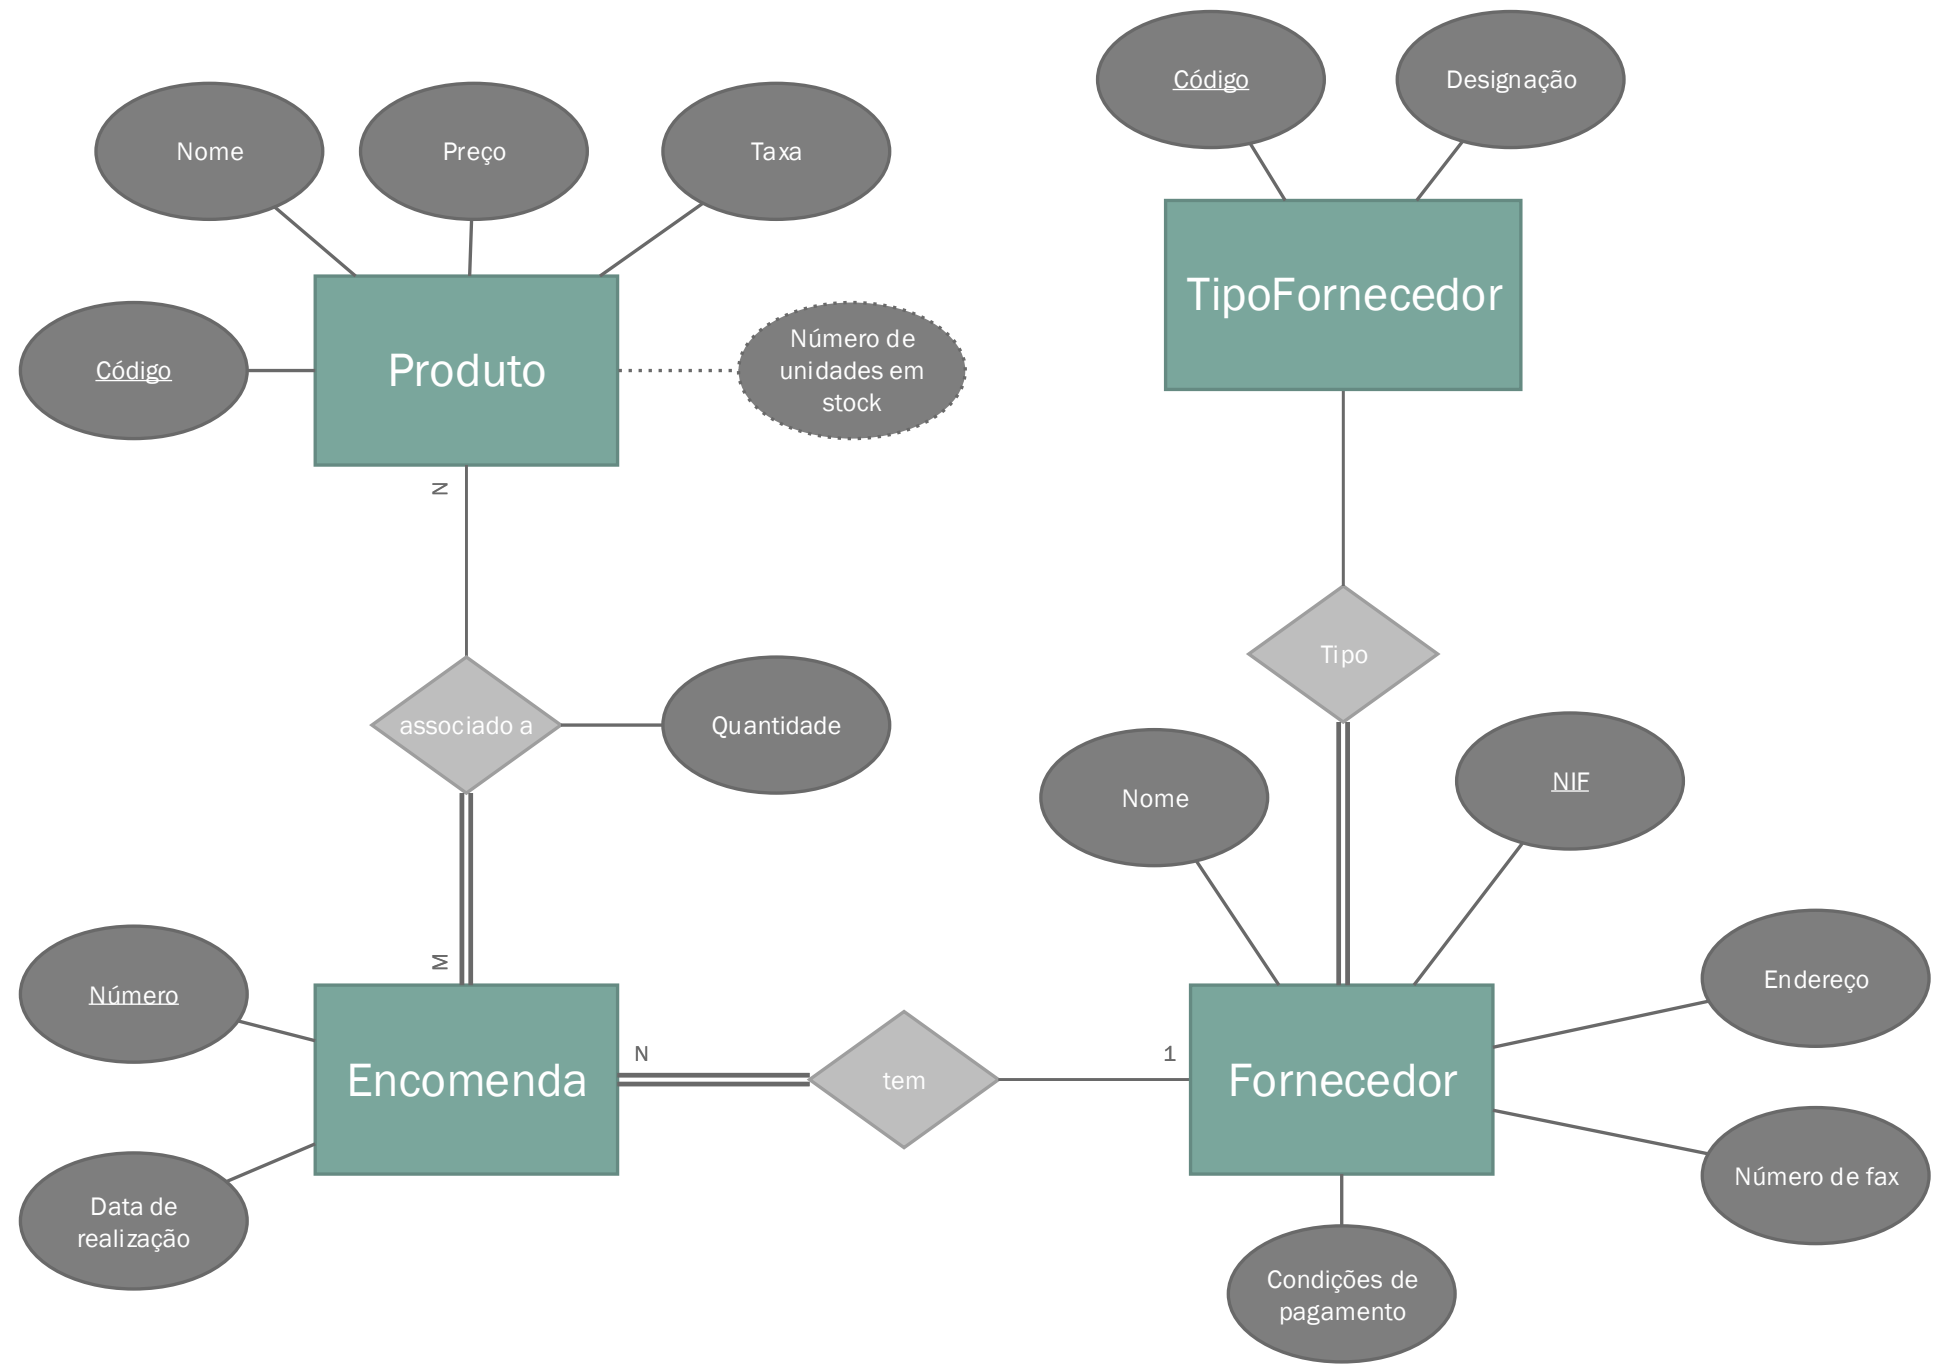 Código
Designação
Nome
Preço
Taxa
TipoFornecedor
Código
Produto
Número de
unidades em
stock
N
Tipo
associado a
Quantidade
Nome
NIF
M
Número
Endereço
Encomenda
N
tem
1
Fornecedor
Data de
realização
Número de fax
Condições de
pagamento